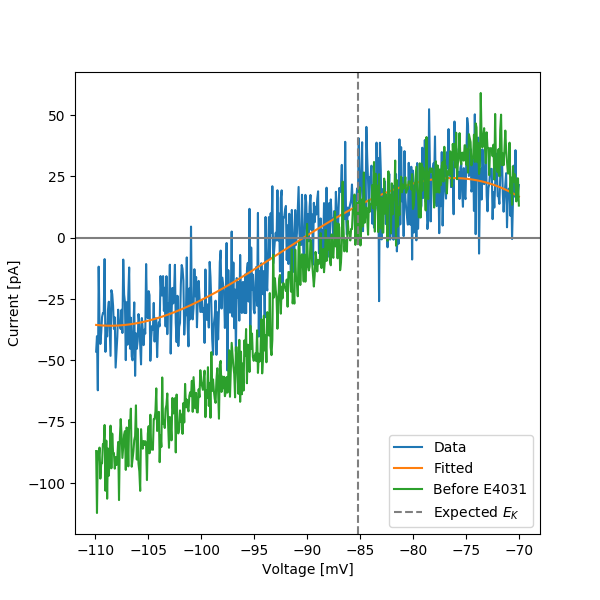 50
25
0
−25
−50
−75
−100
Current [pA]
Data
Fitted
Before E4031
Expected $E_K$
−110 −105 −100 −95 −90 −85 −80 −75 −70
Voltage [mV]